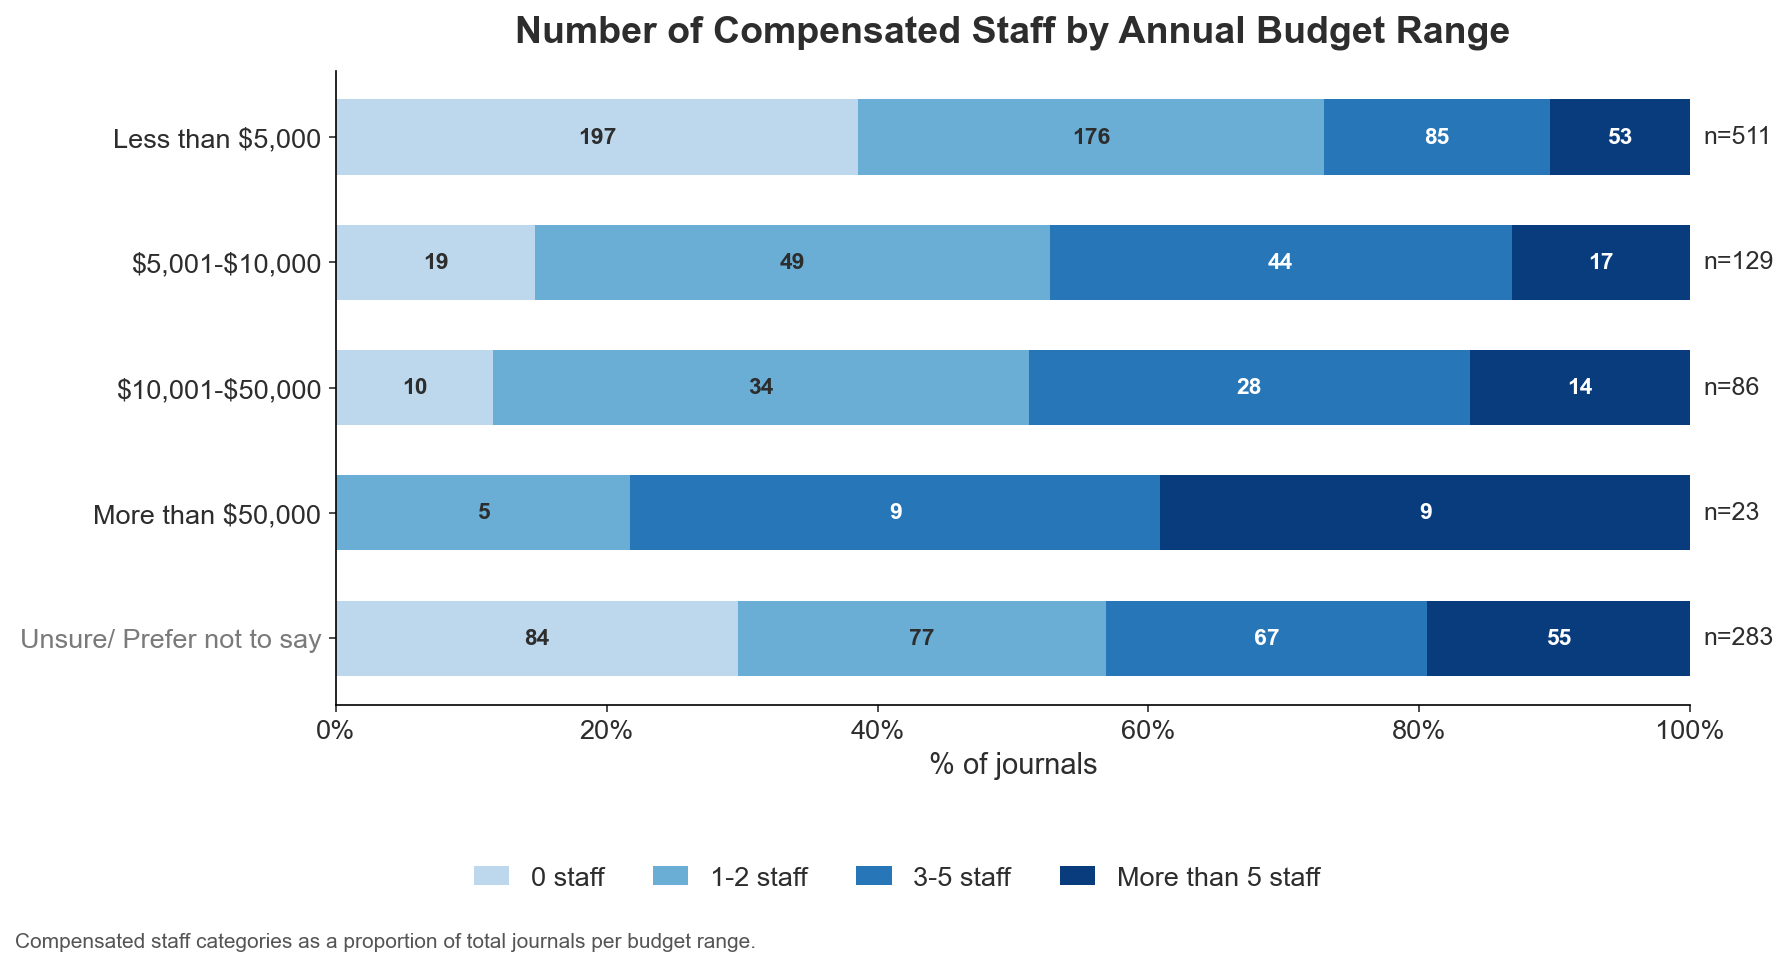 Number of Compensated Staff by Annual Budget Range
Less than $5,000 197 176 85 53 n=511
$5,001-$10,000 19 49 44 17 n=129
$10,001-$50,000 10 34 28 14 n=86
More than $50,000 5 9 9 n=23
Unsure/ Prefer not to say 84 77 67 55 n=283
0% 20% 40% 60% 80% 100%
% of journals
0 staff 1-2 staff 3-5 staff More than 5 staff
Compensated staff categories as a proportion of total journals per budget range.